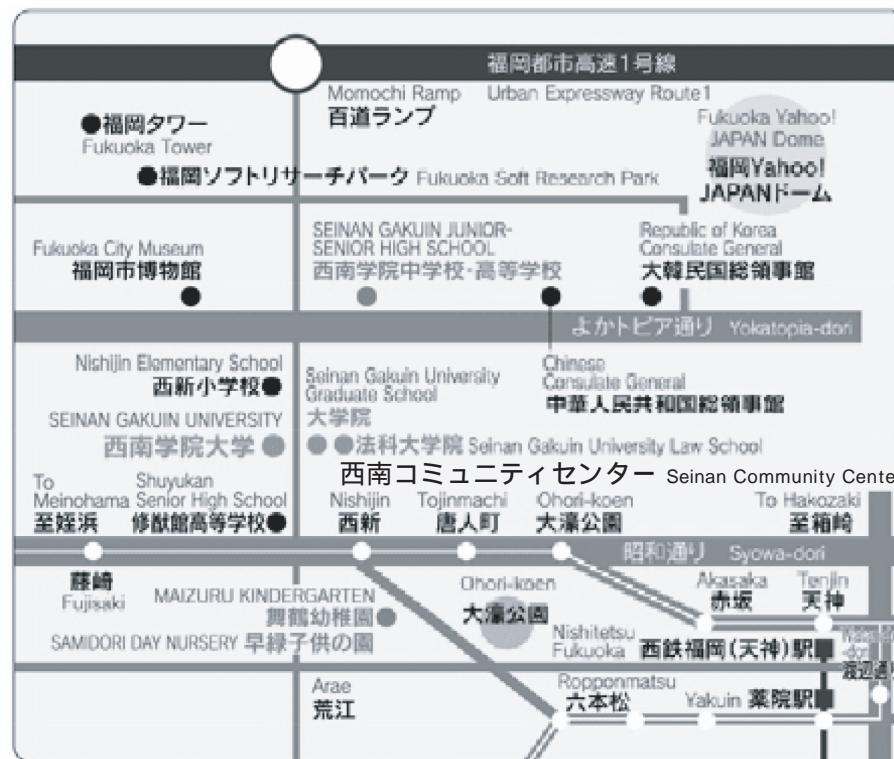 福岡都市高速1号線
Momochi Ramp
百道ランプ
Urban Expressway Route1
●福岡タワー
Fukuoka Tower
Fukuoka Yahoo!
JAPAN Dome
福岡Yahoo!
JAPANドーム
●福岡ソフトリサーチパーク Fukuoka Soft Research Park
Fukuoka City Museum
福岡市博物館
SEINAN GAKUIN JUNIOR-
SENIOR HIGH SCHOOL
西南学院中学校・高等学校
Republic of Korea
Consulate General
大韓民国総領事館
よかトピア通り Yokatopia-dori
Nishijin Elementary School
西新小学校●
Seinan Gakuin University
Graduate School
大学院
Chinese
Consulate General
中華人民共和国総領事館
SEINAN GAKUIN UNIVERSITY
西南学院大学●
●●法科大学院 Seinan Gakuin University Law School
西南コミュニティセンター Seinan Community Cente
To
Meinohama
至姪浜
Shuyukan
Senior High School
修猷館高等学校●
Nishijin
西新
Tojinmachi
唐人町
Ohori-koen
大濠公園
To Hakozaki
至箱崎
昭和通り Syowa-dori
藤崎
Fujisaki
MAIZURU KINDERGARTEN
舞鶴幼稚園●
SAMIDORI DAY NURSERY 早緑子供の園
Ohori-koen
大濠公園
Akasaka
赤坂
Tenjin
天神
Nishitetsu
Fukuoka
西鉄福岡(天神)駅
-dori
渡辺通り
Arae
荒江
Ropponmatsu
六本松
Yakuin 薬院駅